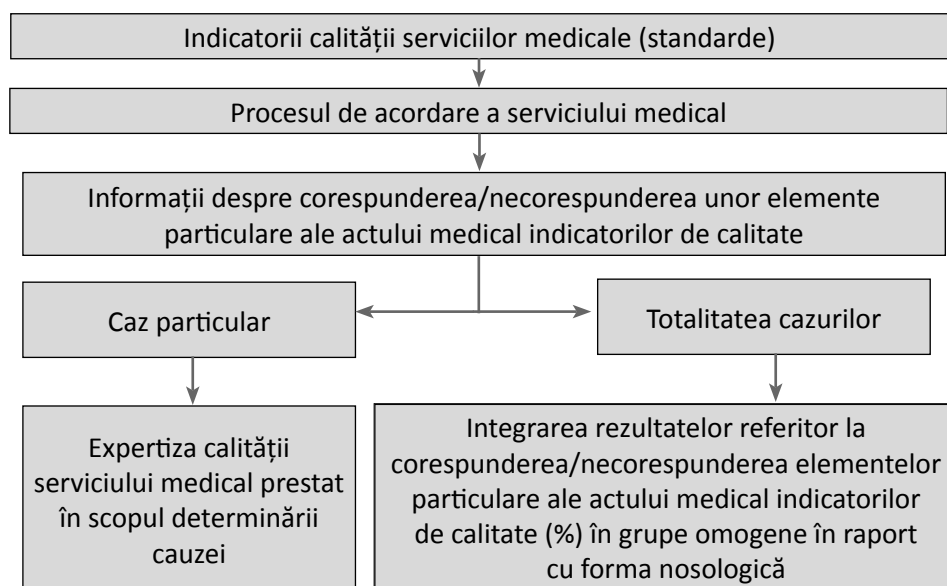 Indicatorii calității serviciilor medicale (standarde)
Procesul de acordare a serviciului medical
Informații despre corespunderea/necorespunderea unor elemente
particulare ale actului medical indicatorilor de calitate
Caz particular
Totalitatea cazurilor
Expertiza calității
serviciului medical prestat
în scopul determinării
cauzei
Integrarea rezultatelor referitor la
corespunderea/necorespunderea elementelor
particulare ale actului medical indicatorilor
de calitate (%) în grupe omogene în raport
cu forma nosologică